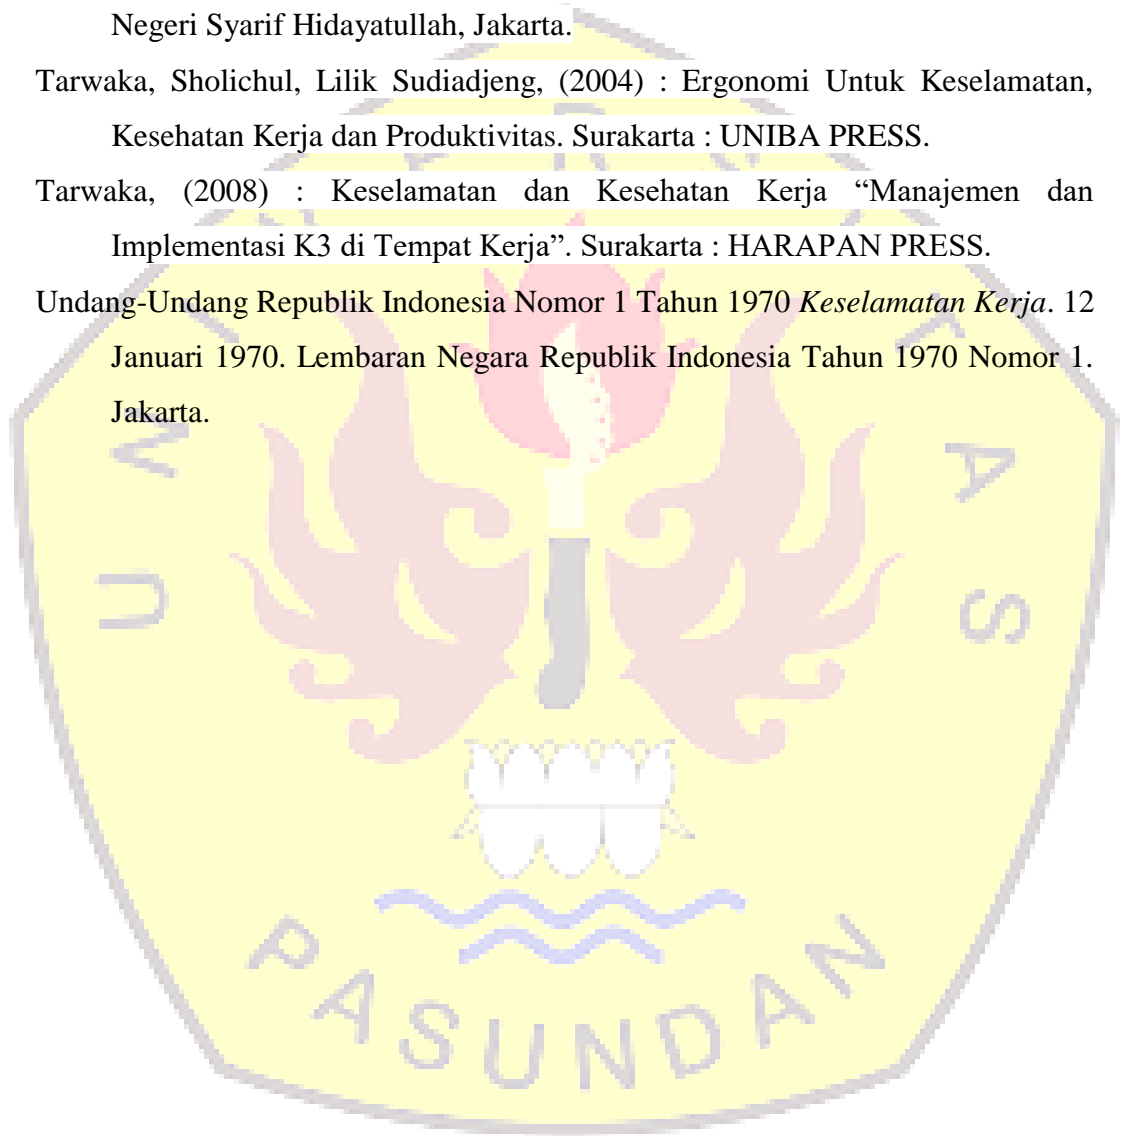 Negeri Syarif Hidayatullah, Jakarta.
Tarwaka, Sholichul, Lilik Sudiadjeng, (2004) : Ergonomi Untuk Keselamatan,
Kesehatan Kerja dan Produktivitas. Surakarta : UNIBA PRESS.
Tarwaka, (2008) : Keselamatan dan Kesehatan Kerja “Manajemen dan
Implementasi K3 di Tempat Kerja”. Surakarta : HARAPAN PRESS.
Undang-Undang Republik Indonesia Nomor 1 Tahun 1970 Keselamatan Kerja. 12
Januari 1970. Lembaran Negara Republik Indonesia Tahun 1970 Nomor 1.
Jakarta.
UNIVERSITAS
PASUNDAN